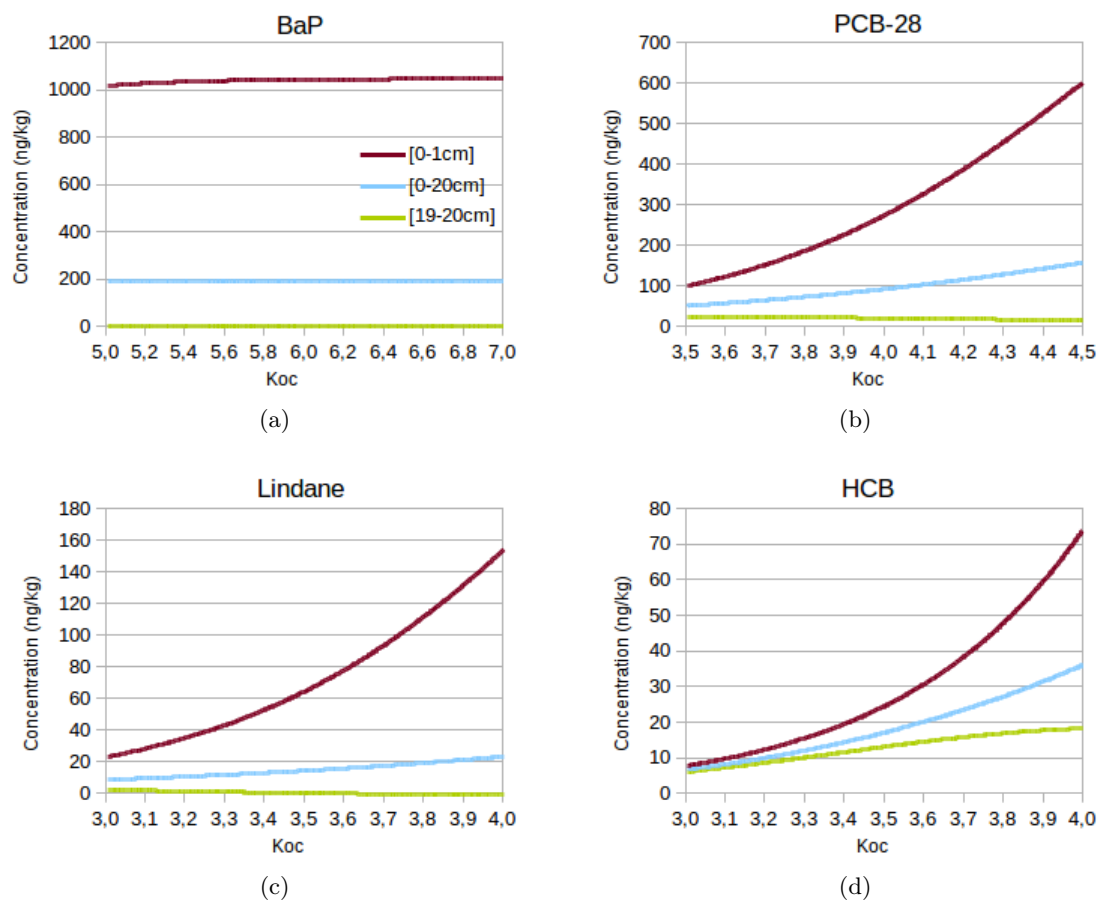 BaP
1200
1000
800
600
400
200
0
Concentration (ng/kg)
[0-1cm]
[0-20cm]
[19-20cm]
5,0 5,2 5,4 5,6 5,8 6,0 6,2 6,4 6,6 6,8 7,0
Koc
(a)
PCB-28
700
600
500
400
300
200
100
0
Concentration (ng/kg)
3,5 3,6 3,7 3,8 3,9 4,0 4,1 4,2 4,3 4,4 4,5
Koc
(b)
Lindane
180
160
140
120
100
80
60
40
20
0
Concentration (ng/kg)
3,0 3,1 3,2 3,3 3,4 3,5 3,6 3,7 3,8 3,9 4,0
Koc
(c)
HCB
80
70
60
50
40
30
20
10
0
Concentration (ng/kg)
3,0 3,1 3,2 3,3 3,4 3,5 3,6 3,7 3,8 3,9 4,0
Koc
(d)